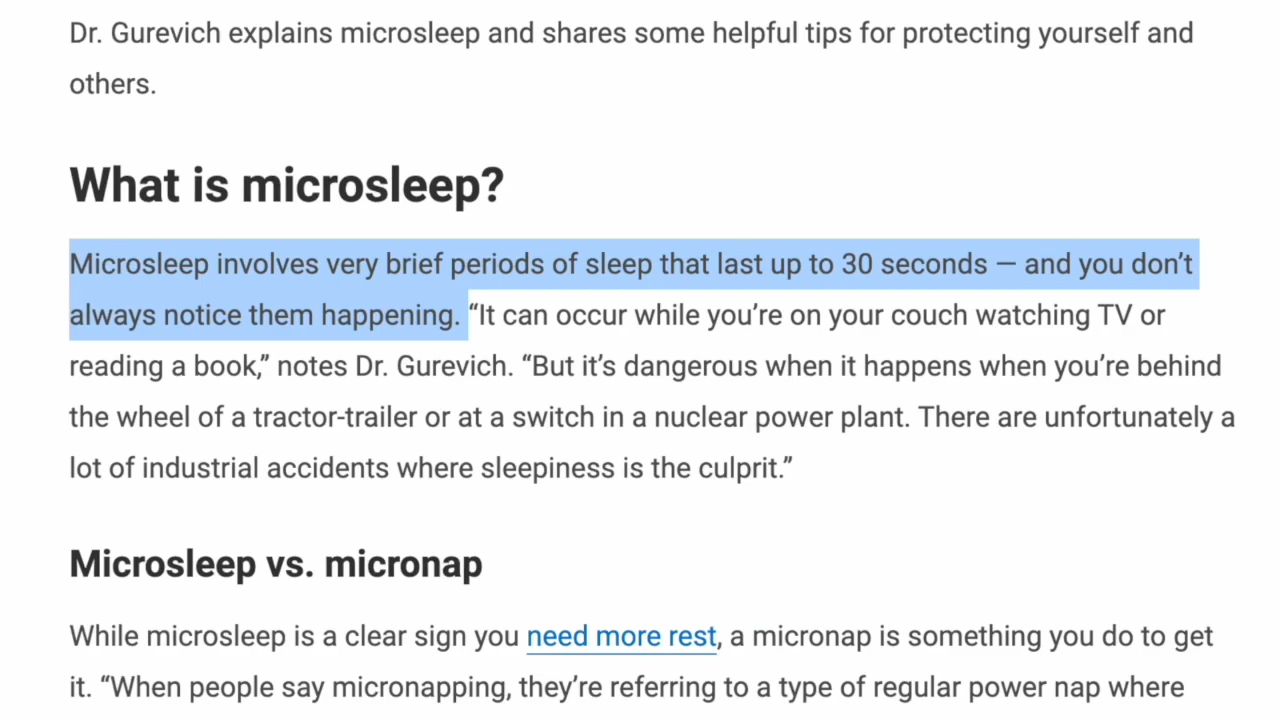 Dr. Gurevich explains microsleep and shares some helpful tips for protecting yourself and
others.
What is microsleep?
Microsleep involves very brief periods of sleep that last up to 30 seconds — and you don’t
always notice them happening. “It can occur while you’re on your couch watching TV or
reading a book,” notes Dr. Gurevich. “But it’s dangerous when it happens when you’re behind
the wheel of a tractor-trailer or at a switch in a nuclear power plant. There are unfortunately a
lot of industrial accidents where sleepiness is the culprit.”
Microsleep vs. micronap
While microsleep is a clear sign you need more rest, a micronap is something you do to get
it. “When people say micronapping, they’re referring to a type of regular power nap where